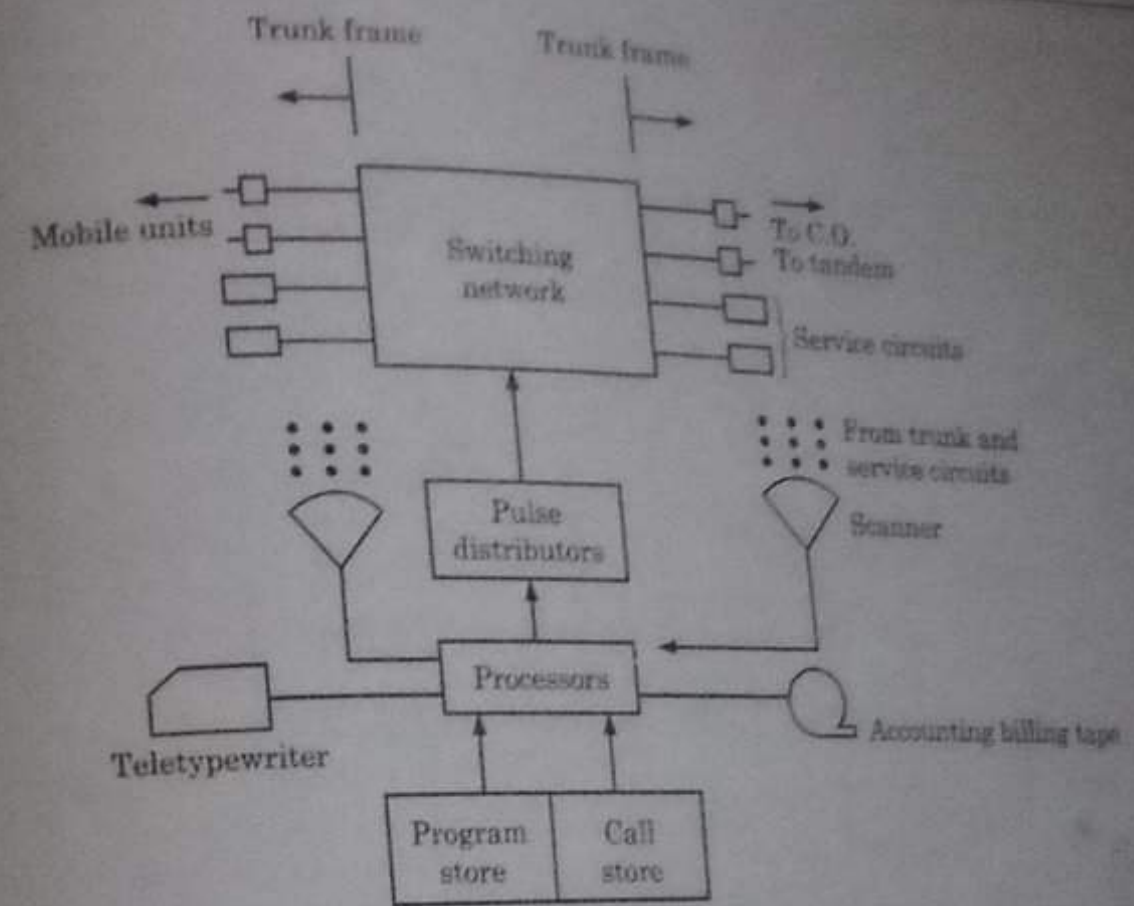 Trunk frame
Trunk frame
Mobile units
Switching
network
To C.O.
To tandem
Service circuits
From trunk and
service circuits
Pulse
distributors
Scanner
Processors
Teletypewriter
Accounting billing tape
Program
store
Call
store